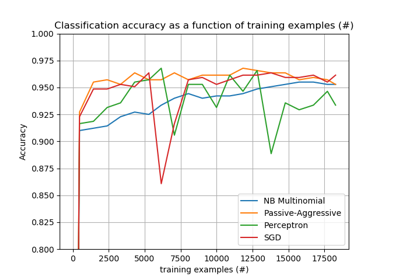 Classification accuracy as a function of training examples (#)
1.000
0.975
0.950
0.925
0.900
0.875
0.850
0.825
0.800
Accuracy
NB Multinomial
Passive-Aggressive
Perceptron
SGD
0 2500 5000 7500 10000 12500 15000 17500
training examples (#)